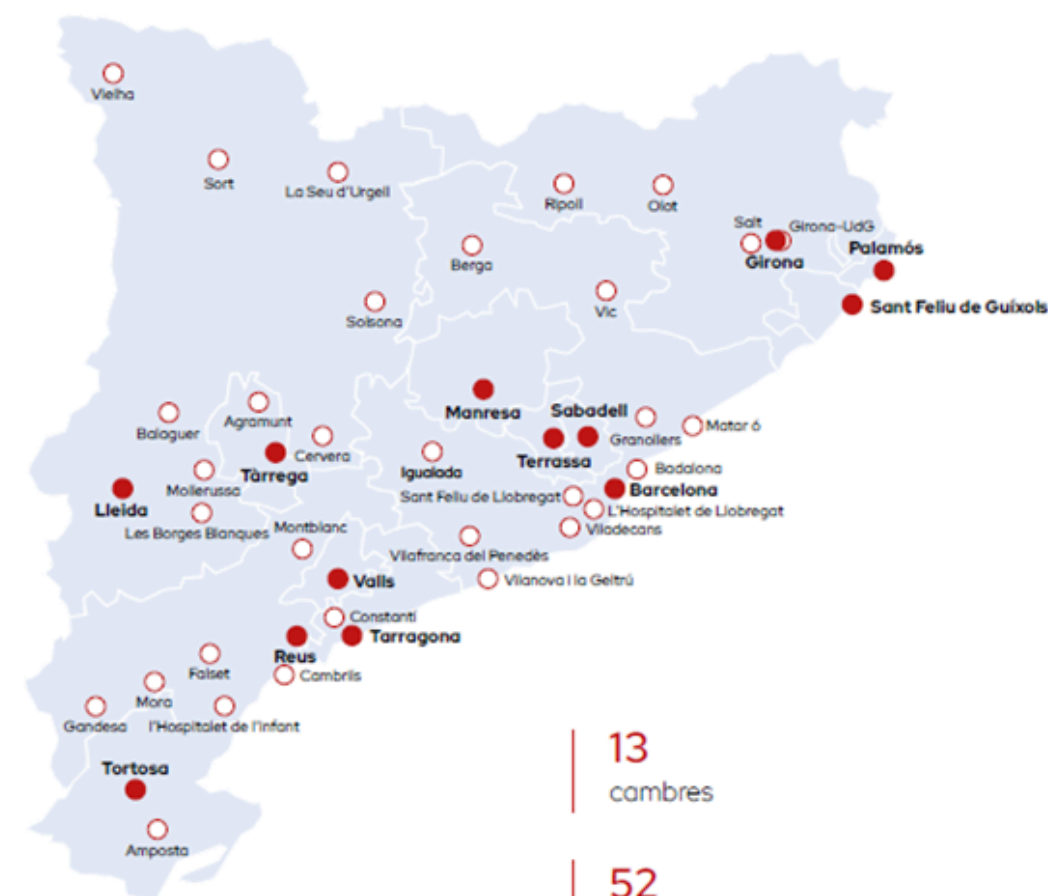 Vielha
Sort
La Seu d'Urgell
Ripoll
Olot
Salt
Girona-UdG
Girona
Palamós
Sant Feliu de Guíxols
Berga
Vic
Solsona
Manresa
Sabadell
Terrassa
Granollers
Mataró
Agramunt
Balaguer
Cervera
Tàrrega
Igualada
Badalona
Barcelona
Mollerussa
Lleida
Sant Feliu de Llobregat
L'Hospitalet de Llobregat
Les Borges Blanques
Montblanc
Viladecans
Vilafranca del Penedès
Vilanova i la Geltrú
Valls
Constantí
Tarragona
Reus
Cambrils
Falset
Mora
Gandesa
l'Hospitalet de l'Infant
Tortosa
Amposta
13
cambres
52